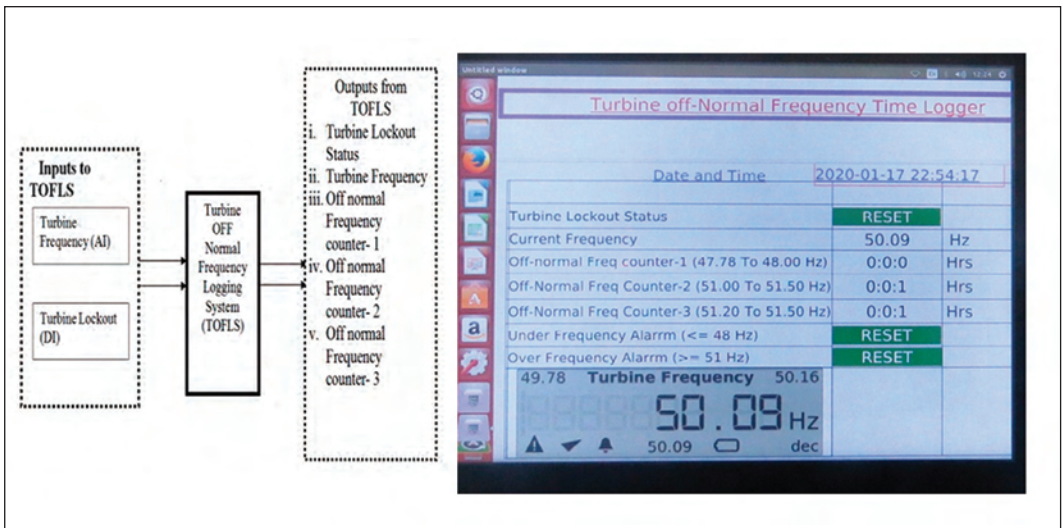 Inputs to
TOFLS
Turbine
Frequency (AI)
Turbine Lockout
(DI)
Turbine
OFF
Normal
Frequency
Logging
System
(TOFLS)
Outputs from
TOFLS
i. Turbine Lockout
Status
ii. Turbine Frequency
iii. Off normal
Frequency
counter- 1
iv. Off normal
Frequency
counter- 2
v. Off normal
Frequency
counter- 3
Untitled window
12:24
Turbine off-Normal Frequency Time Logger
Date and Time 2020-01-17 22:54:17
Turbine Lockout Status RESET
Current Frequency 50.09 Hz
Off-normal Freq counter-1 (47.78 To 48.00 Hz) 0:0:0 Hrs
Off-Normal Freq Counter-2 (51.00 To 51.50 Hz) 0:0:1 Hrs
Off-Normal Freq Counter-3 (51.20 To 51.50 Hz) 0:0:1 Hrs
Under Frequency Alarrm (<= 48 Hz) RESET
Over Frequency Alarrm (>= 51 Hz) RESET
49.78 Turbine Frequency 50.16
50.09 Hz
50.09 dec
a